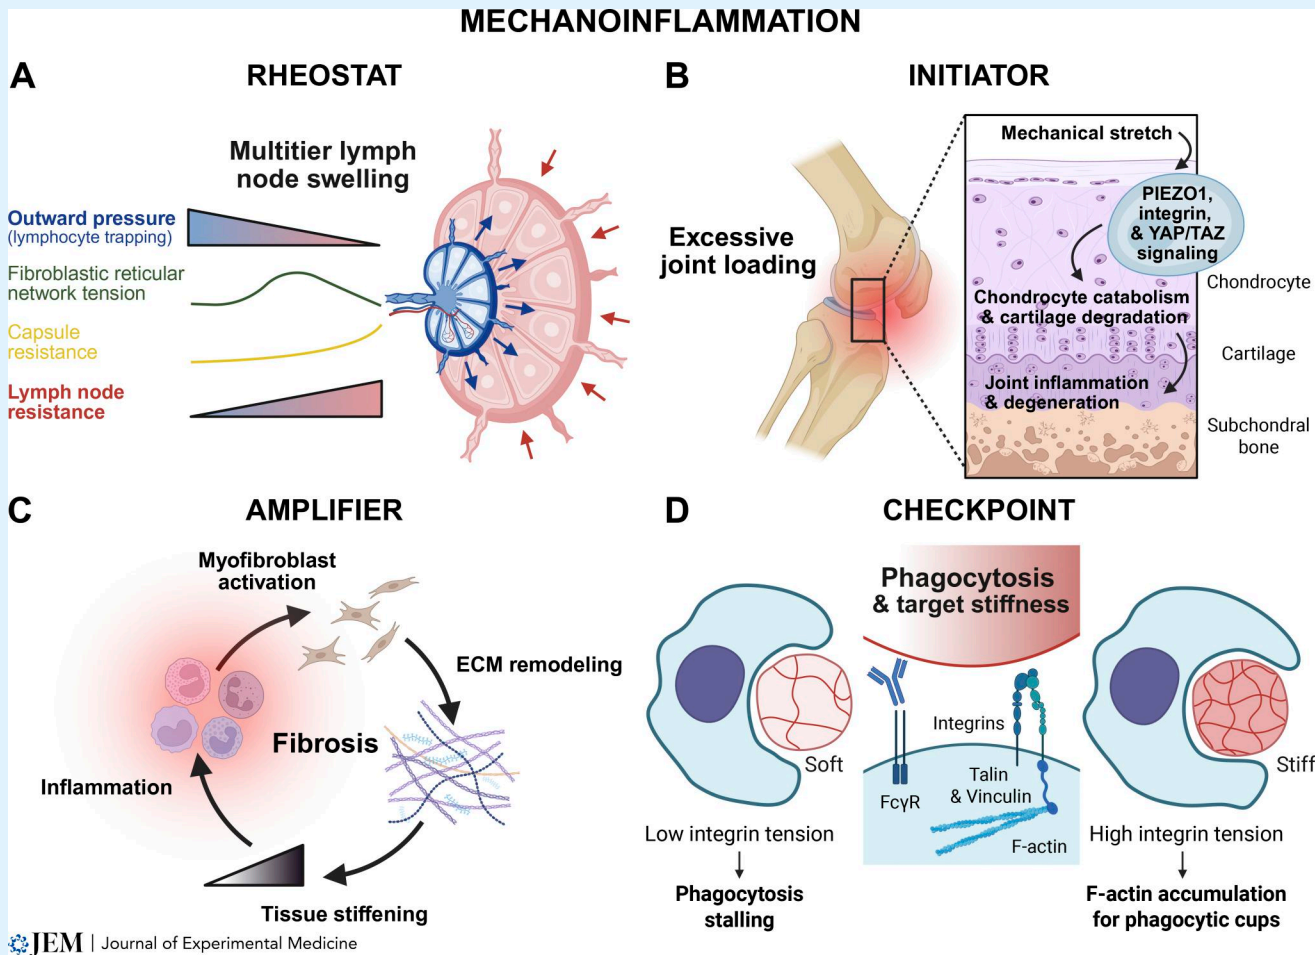 MECHANOINFLAMMATION
A
RHEOSTAT
Multitier lymph
node swelling
Outward pressure
(lymphocyte trapping)
Fibroblastic reticular
network tension
Capsule
resistance
Lymph node
resistance
B
INITIATOR
Excessive
joint loading
Mechanical stretch
PIEZO1,
integrin,
& YAP/TAZ
signaling
Chondrocyte catabolism
& cartilage degradation
Joint inflammation
& degeneration
Chondrocyte
Cartilage
Subchondral
bone
C
AMPLIFIER
Myofibroblast
activation
ECM remodeling
Fibrosis
Inflammation
Tissue stiffening
D
CHECKPOINT
Phagocytosis
& target stiffness
Soft
Low integrin tension
Phagocytosis
stalling
Integrins
FcγR
Talin
& Vinculin
F-actin
Stiff
High integrin tension
F-actin accumulation
for phagocytic cups
JEM | Journal of Experimental Medicine